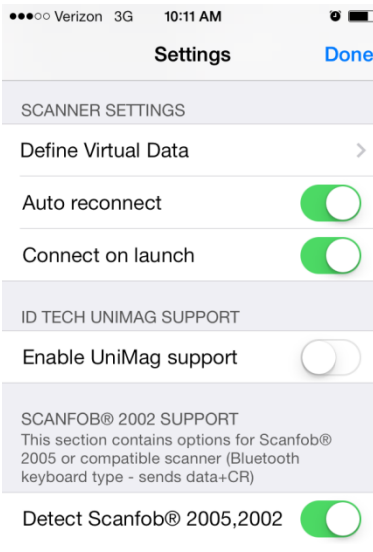 ●●●○○ Verizon 3G 10:11 AM
Settings Done
SCANNER SETTINGS
Define Virtual Data
Auto reconnect
Connect on launch
ID TECH UNIMAG SUPPORT
Enable UniMag support
SCANFOB® 2002 SUPPORT
This section contains options for Scanfob®
2005 or compatible scanner (Bluetooth
keyboard type - sends data+CR)
Detect Scanfob® 2005,2002